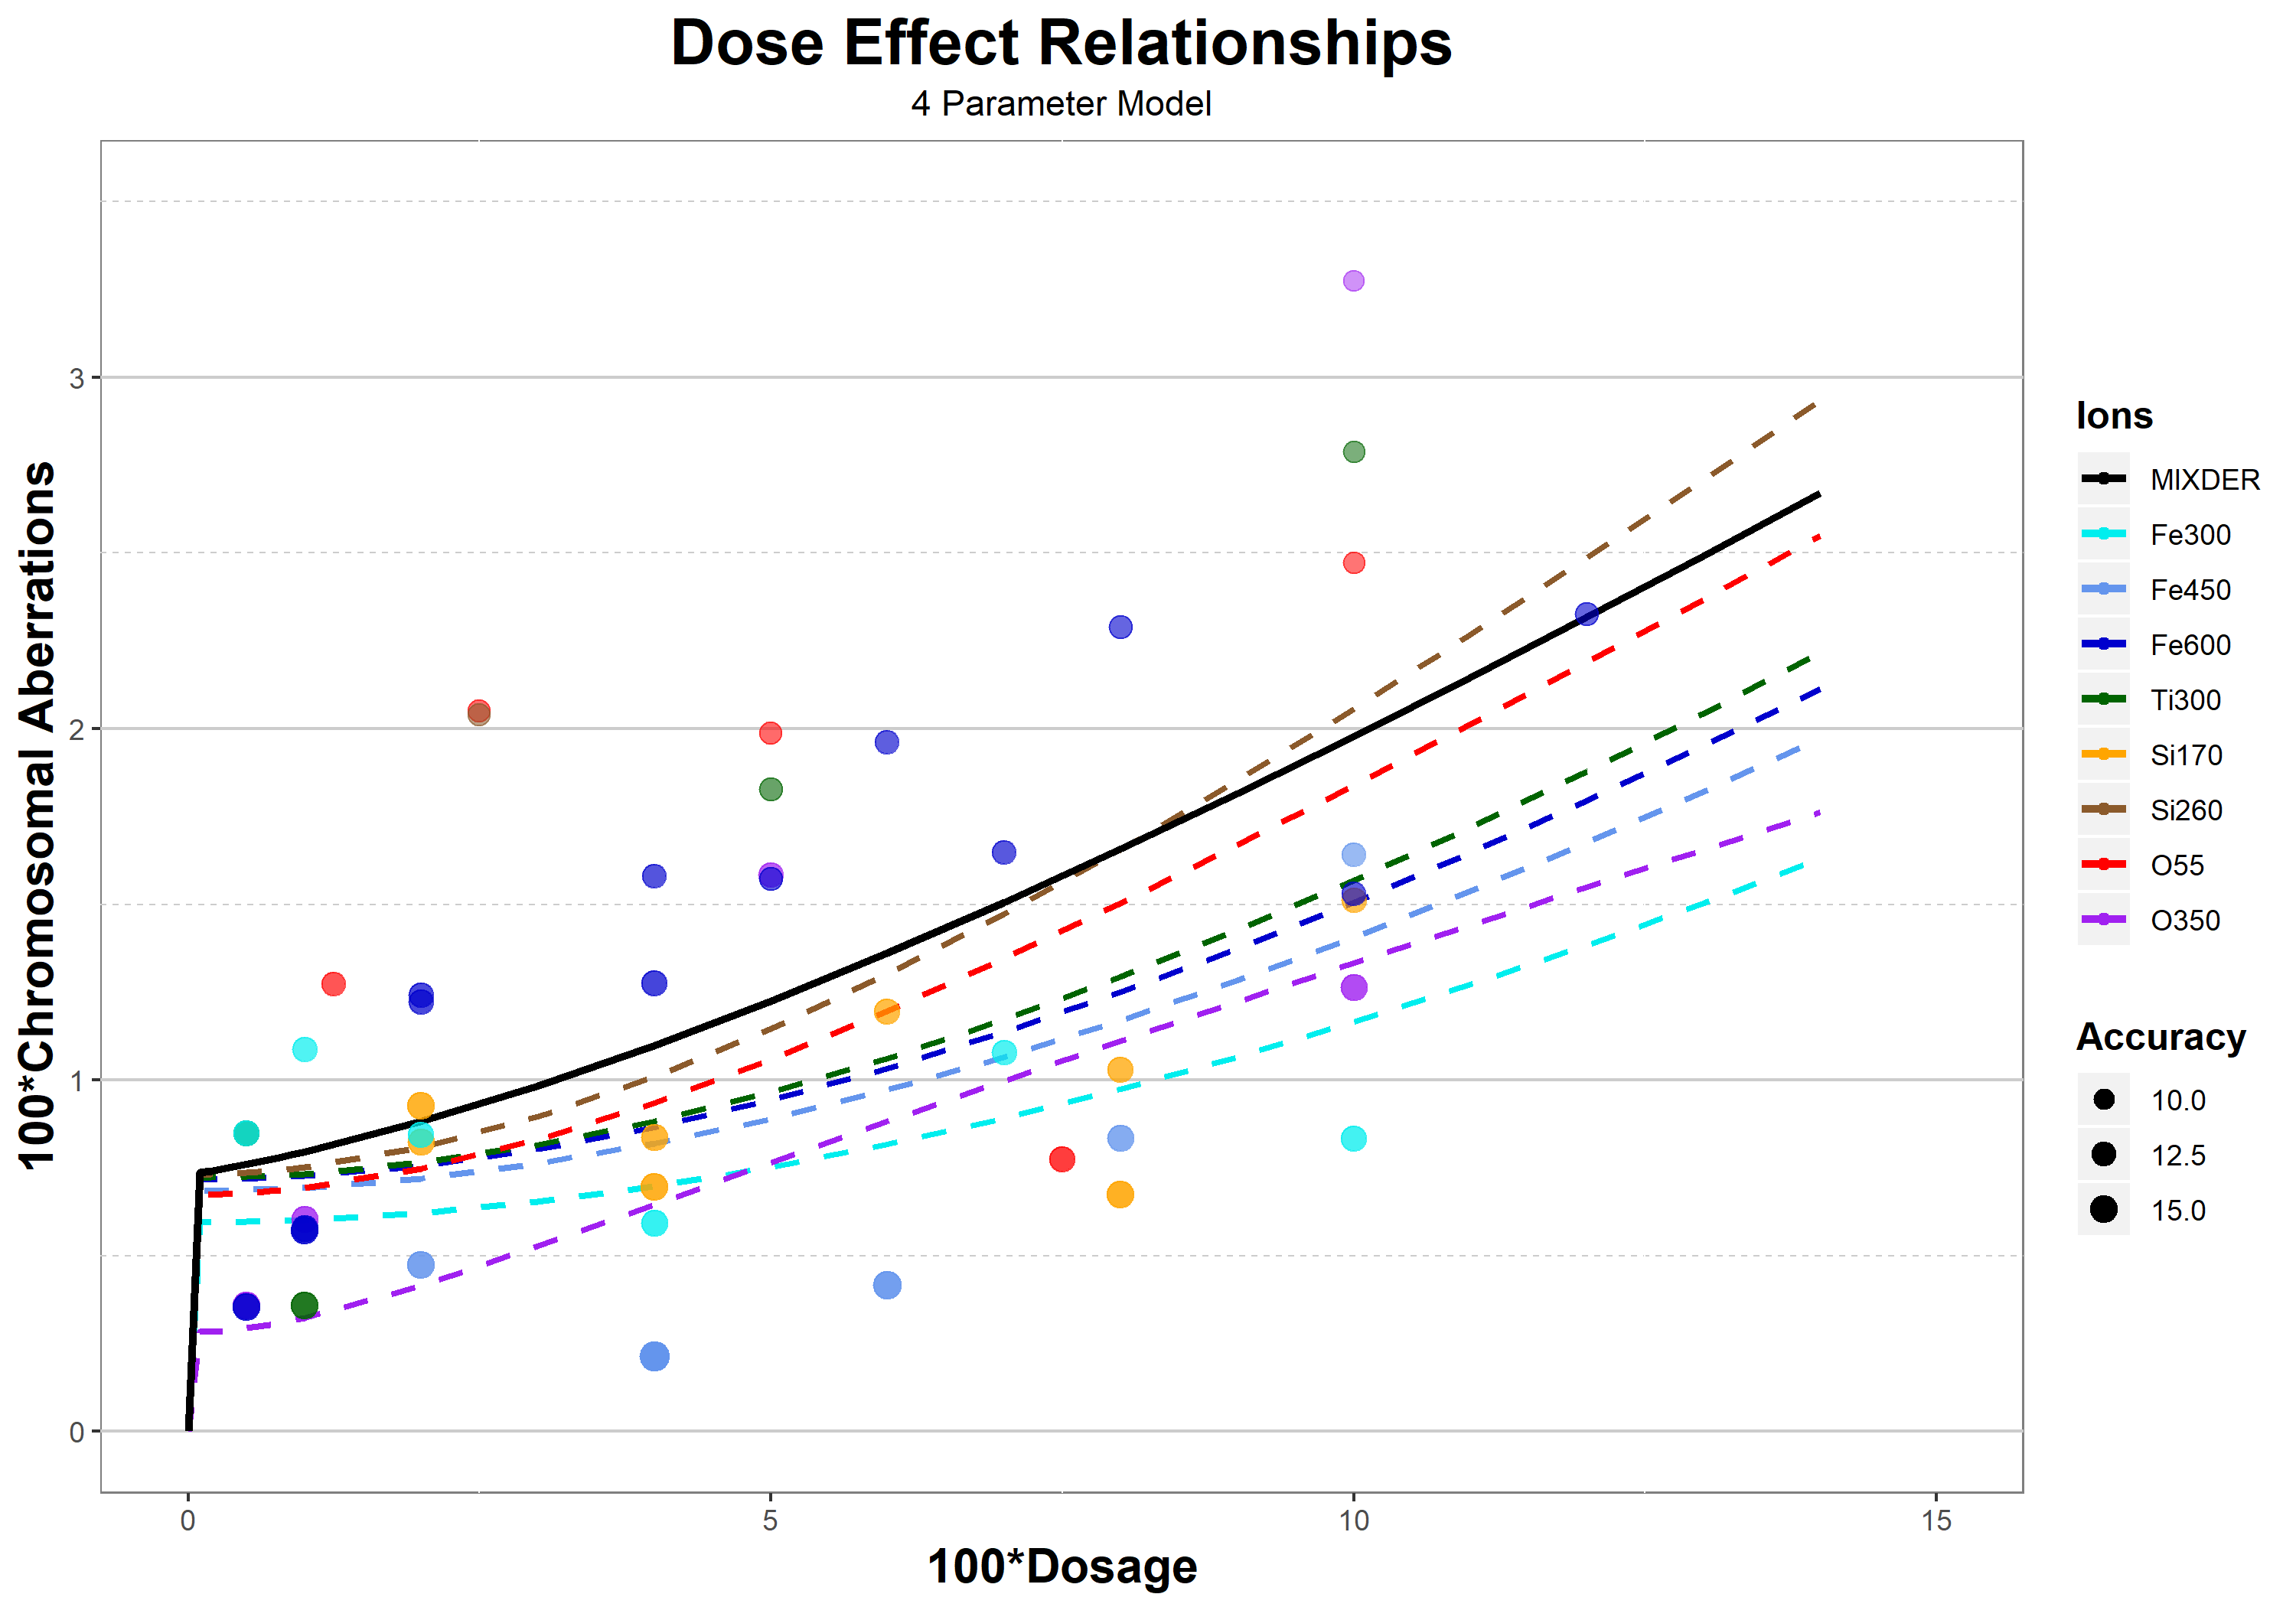 Dose Effect Relationships
4 Parameter Model
100*Chromosomal Aberrations
3
2
1
0
0 5 10 15
100*Dosage
Ions
MIXDER
Fe300
Fe450
Fe600
Ti300
Si170
Si260
O55
O350
Accuracy
10.0
12.5
15.0